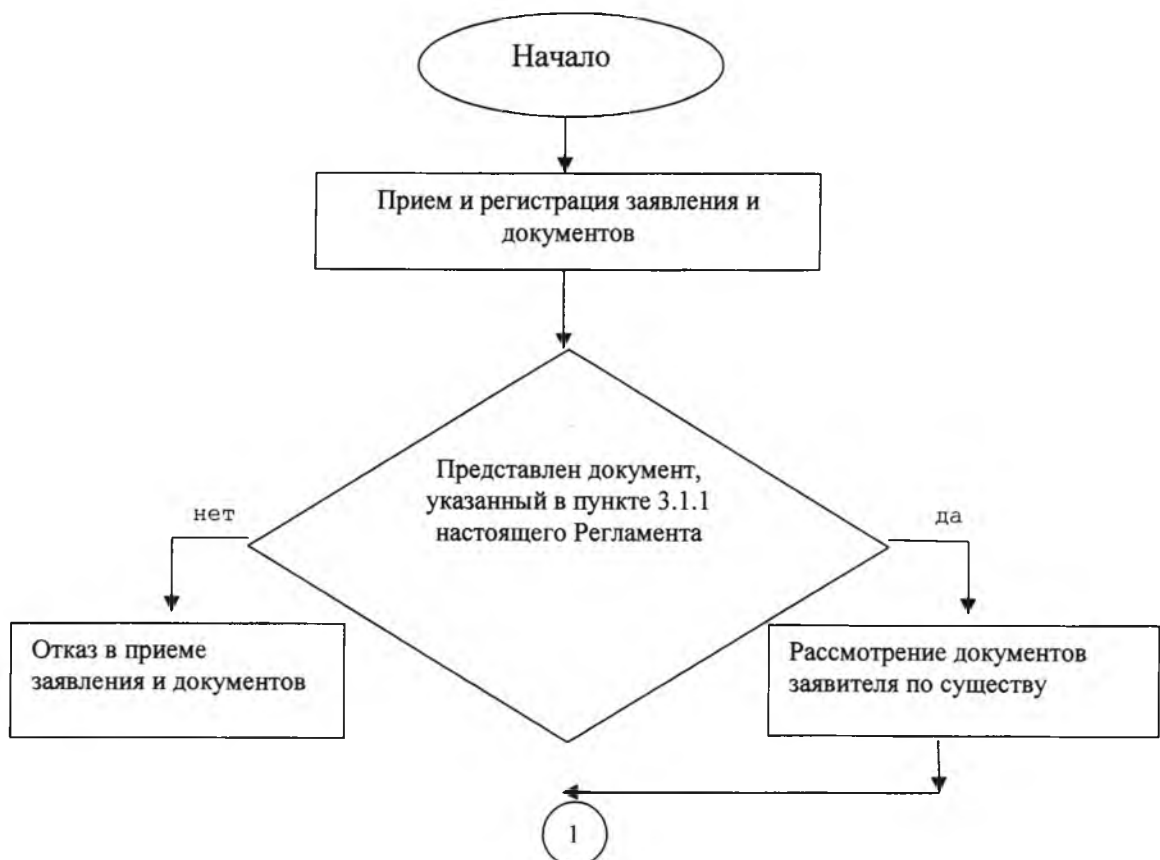 Начало
Прием и регистрация заявления и
документов
Представлен документ,
указанный в пункте 3.1.1
настоящего Регламента
нет
да
Отказ в приеме
заявления и документов
Рассмотрение документов
заявителя по существу
1